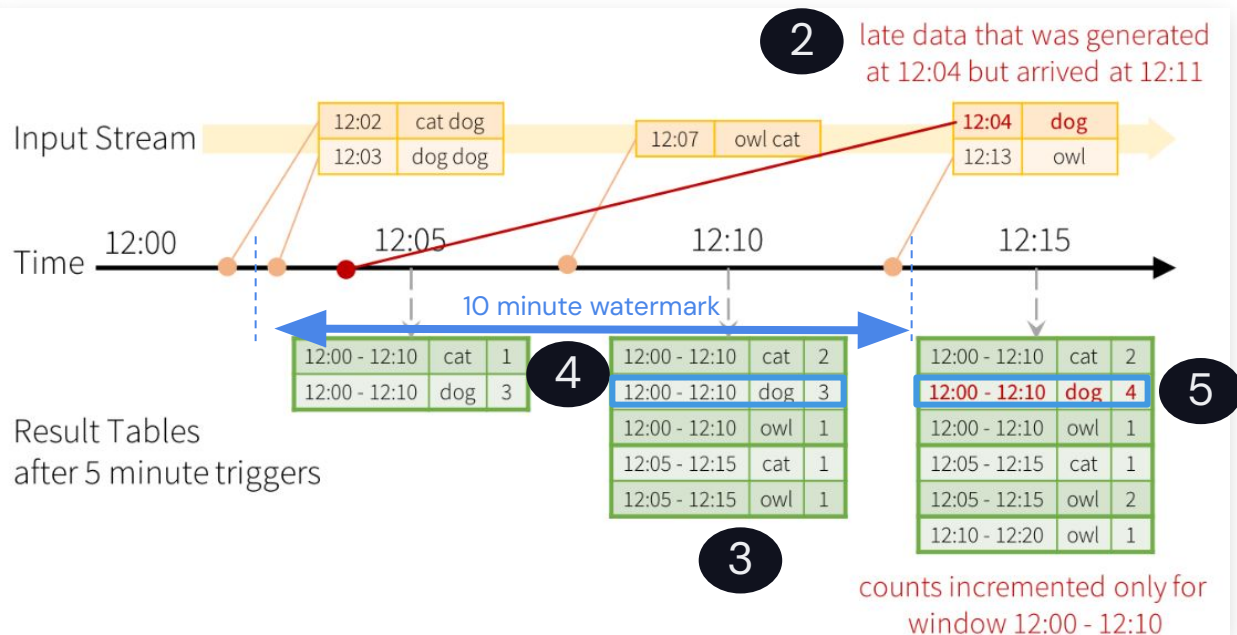 2
late data that was generated
at 12:04 but arrived at 12:11
Input Stream
12:02 cat dog
12:03 dog dog
12:07 owl cat
12:04 dog
12:13 owl
Time
12:00
12:05
12:10
12:15
10 minute watermark
Result Tables
after 5 minute triggers
12:00 - 12:10 cat 1
12:00 - 12:10 dog 3
4
12:00 - 12:10 cat 2
12:00 - 12:10 dog 3
12:00 - 12:10 owl 1
12:05 - 12:15 cat 1
12:05 - 12:15 owl 1
3
12:00 - 12:10 cat 2
12:00 - 12:10 dog 4
12:00 - 12:10 owl 1
12:05 - 12:15 cat 1
12:05 - 12:15 owl 2
12:10 - 12:20 owl 1
5
counts incremented only for
window 12:00 - 12:10